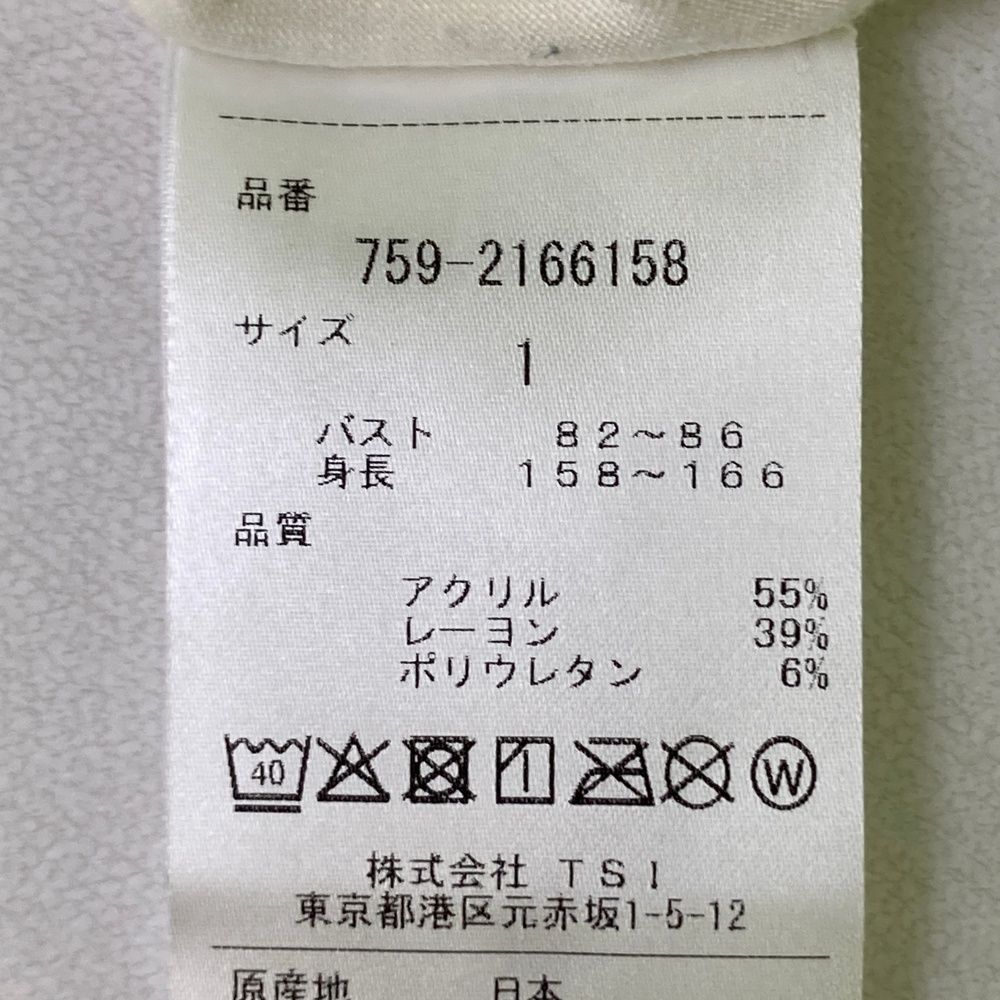 品番
759-2166158
サイズ
1
バスト 82～86
身長 158～166
品質
アクリル 55%
レーヨン 39%
ポリウレタン 6%
40 W
株式会社 TSI
東京都港区元赤坂1-5-12
原産地 日本